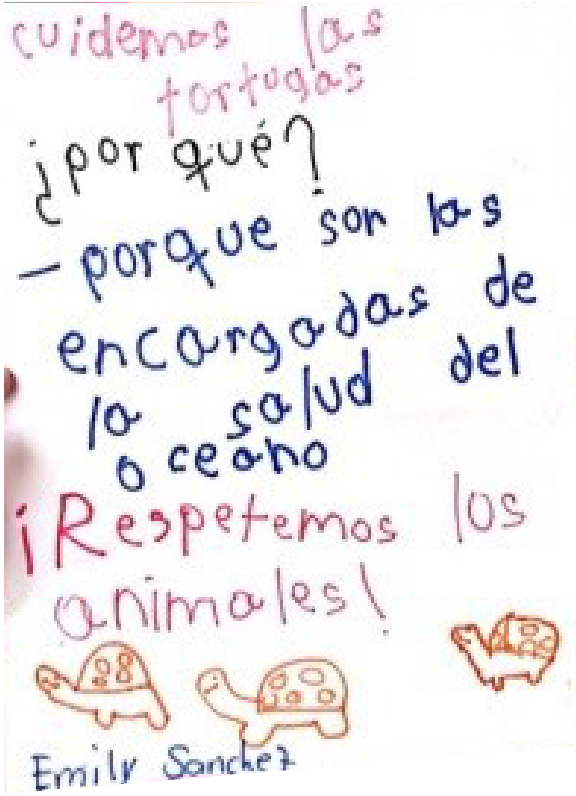 cuidemos las
tortugas
¿por qué?
- porque son las
encargadas de
la salud del
oceano
¡Respetemos los
animales!
Emily Sanchez